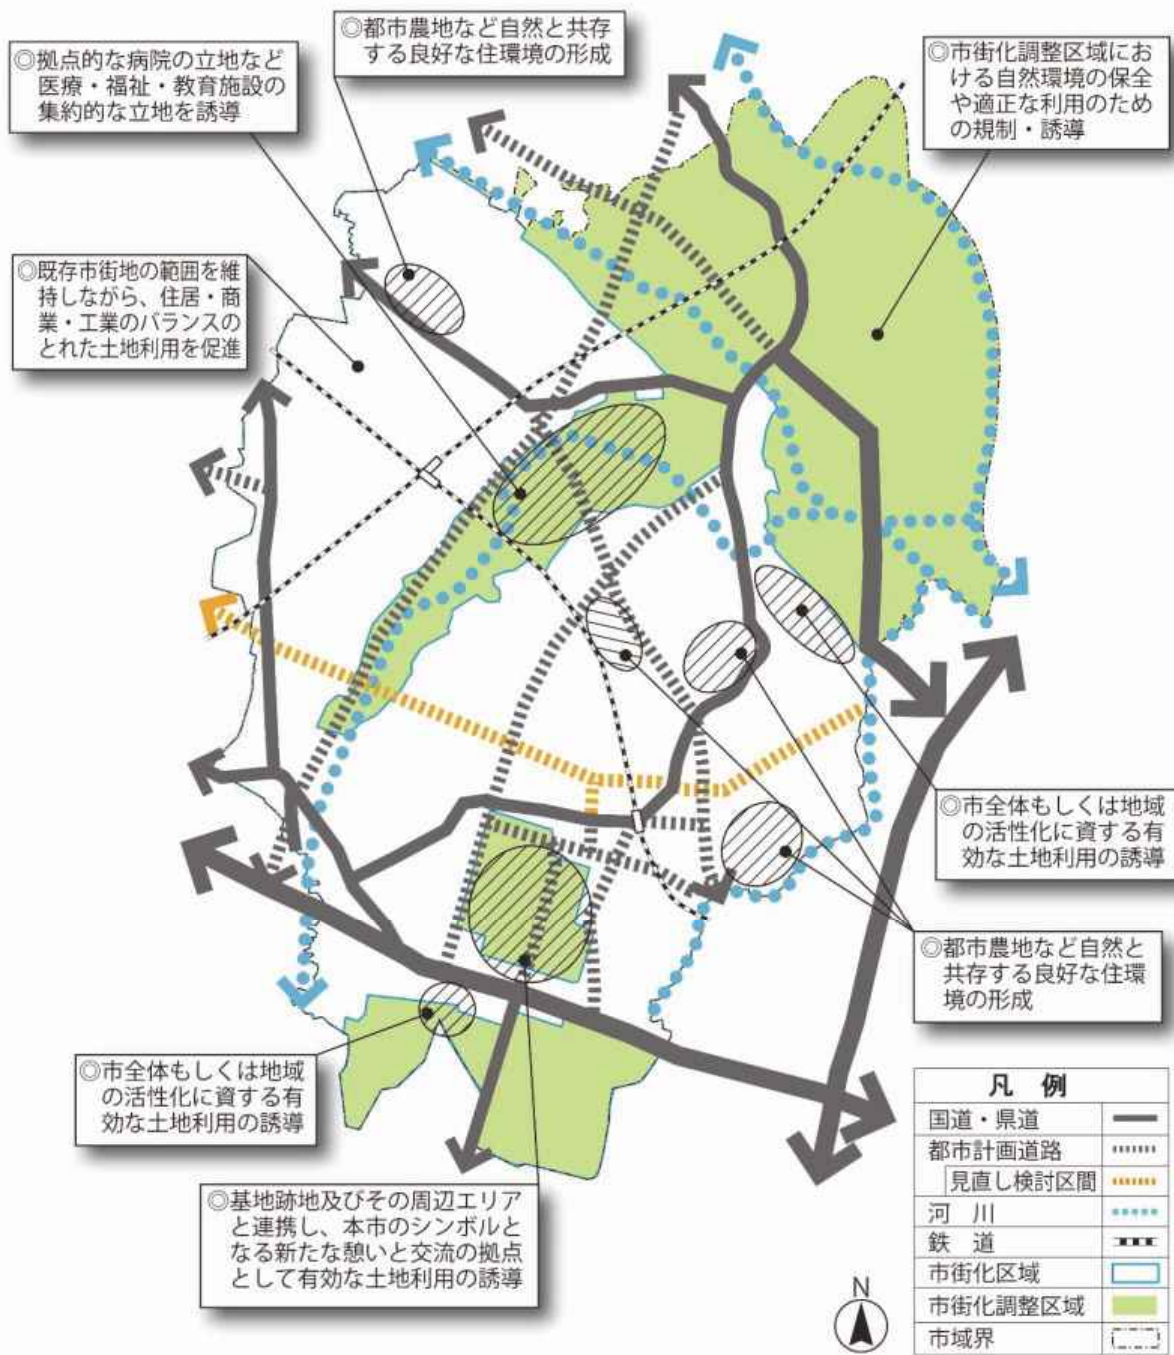 ◎都市農地など自然と共存
する良好な住環境の形成
◎拠点的な病院の立地など
医療・福祉・教育施設の
集約的な立地を誘導
◎市街化調整区域にお
ける自然環境の保全
や適正な利用のため
の規制・誘導
◎既存市街地の範囲を維
持しながら、住居・商
業・工業のバランスの
とれた土地利用を促進
◎市全体もしくは地域
の活性化に資する有
効な土地利用の誘導
◎都市農地など自然と
共存する良好な住環
境の形成
◎市全体もしくは地域
の活性化に資する有
効な土地利用の誘導
◎基地跡地及びその周辺エリア
と連携し、本市のシンボルと
なる新たな憩いと交流の拠点
として有効な土地利用の誘導
N
凡 例
国道・県道
都市計画道路
見直し検討区間
河 川
鉄 道
市街化区域
市街化調整区域
市域界